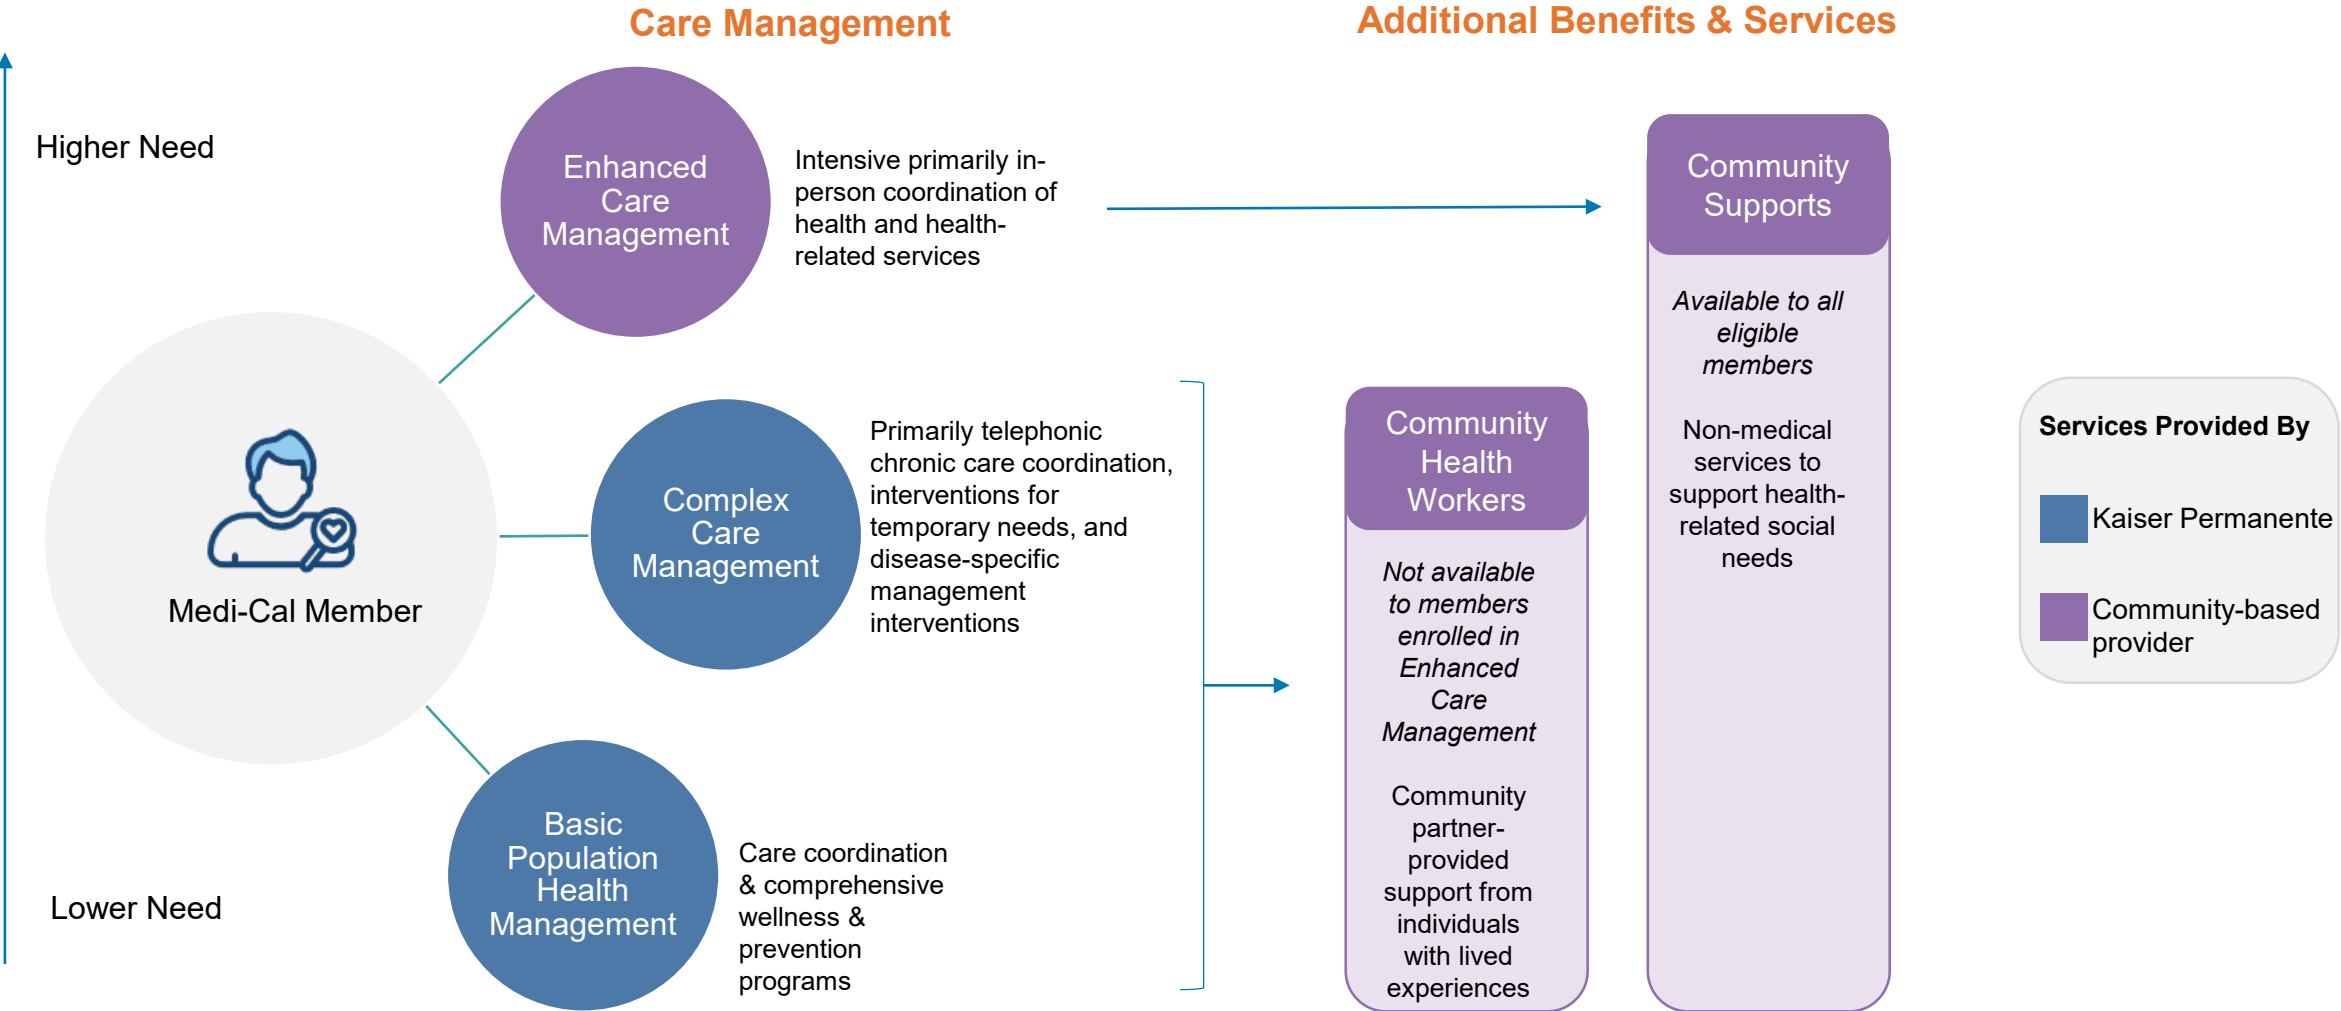 Care Management
Additional Benefits & Services
Higher Need
Enhanced
Care
Management
Intensive primarily in-
person coordination of
health and health-
related services
Community
Supports
Available to all
eligible
members
Non-medical
services to
support health-
related social
needs
Medi-Cal Member
Complex
Care
Management
Primarily telephonic
chronic care coordination,
interventions for
temporary needs, and
disease-specific
management
interventions
Community
Health
Workers
Not available
to members
enrolled in
Enhanced
Care
Management
Community
partner-
provided
support from
individuals
with lived
experiences
Lower Need
Basic
Population
Health
Management
Care coordination
& comprehensive
wellness &
prevention
programs
Services Provided By
Kaiser Permanente
Community-based
provider